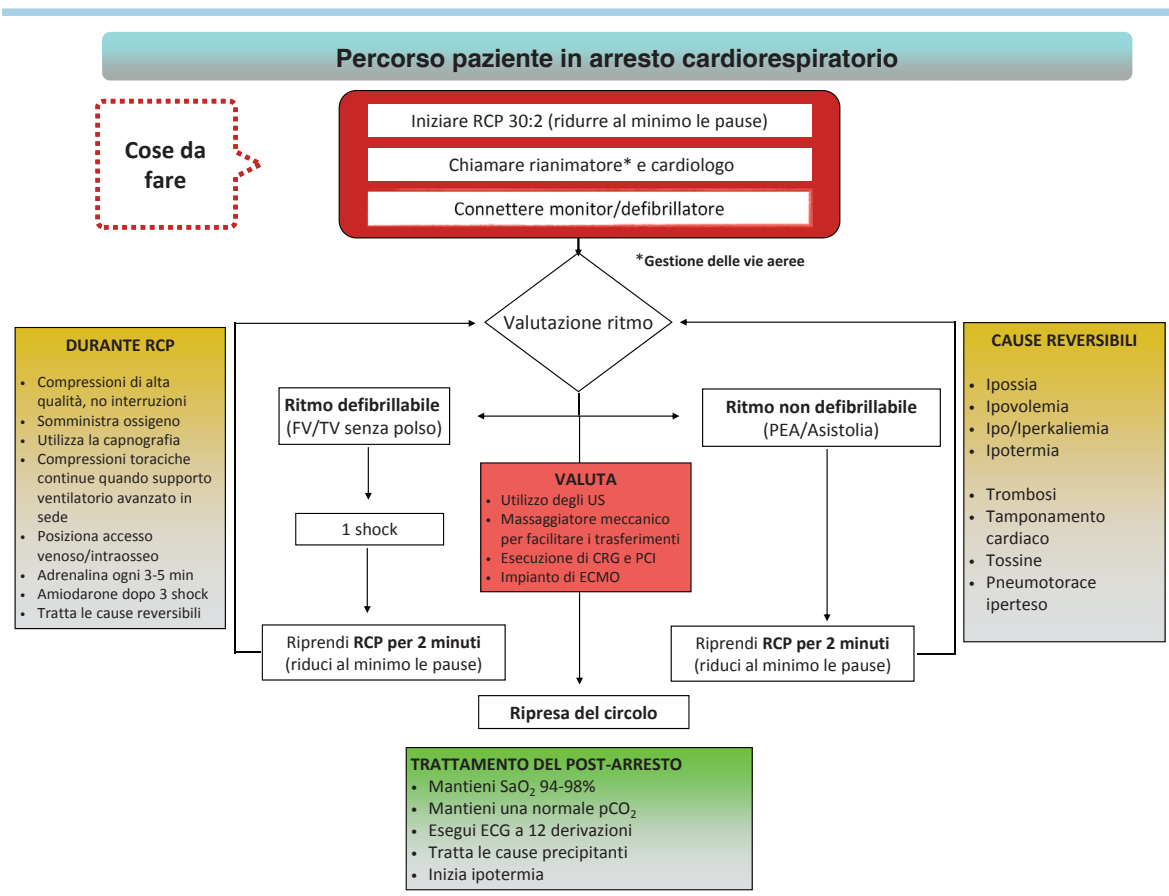 Percorso paziente in arresto cardiorespiratorio
Cose da
fare
Iniziare RCP 30:2 (ridurre al minimo le pause)
Chiamare rianimatore* e cardiologo
Connettere monitor/defibrillatore
*Gestione delle vie aeree
Valutazione ritmo
DURANTE RCP
• Compressioni di alta
qualità, no interruzioni
• Somministra ossigeno
• Utilizza la capnografia
• Compressioni toraciche
continue quando supporto
ventilatorio avanzato in
sede
• Posiziona accesso
venoso/intraosseo
• Adrenalina ogni 3-5 min
• Amiodarone dopo 3 shock
• Tratta le cause reversibili
Ritmo defibrillabile
(FV/TV senza polso)
1 shock
Riprendi RCP per 2 minuti
(riduci al minimo le pause)
VALUTA
• Utilizzo degli US
• Massaggiatore meccanico
per facilitare i trasferimenti
• Esecuzione di CRG e PCI
• Impianto di ECMO
Ritmo non defibrillabile
(PEA/Asistolia)
Riprendi RCP per 2 minuti
(riduci al minimo le pause)
CAUSE REVERSIBILI
• Ipossia
• Ipovolemia
• Ipo/Iperkaliemia
• Ipotermia
• Trombosi
• Tamponamento
cardiaco
• Tossine
• Pneumotorace
iperteso
Ripresa del circolo
TRATTAMENTO DEL POST-ARRESTO
• Mantieni SaO₂ 94-98%
• Mantieni una normale pCO₂
• Esegui ECG a 12 derivazioni
• Tratta le cause precipitanti
• Inizia ipotermia